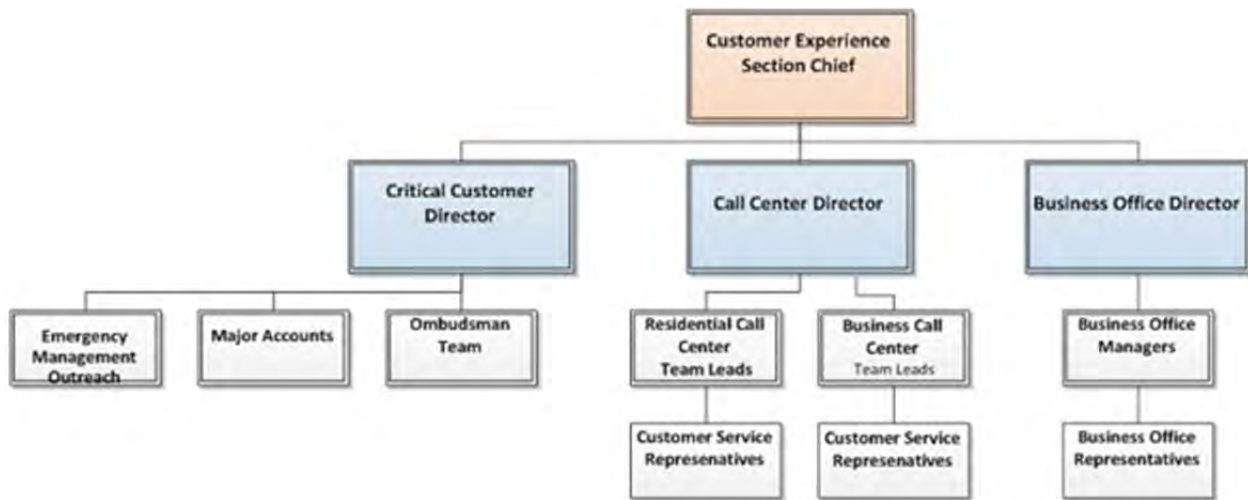 Customer Experience
Section Chief
Critical Customer
Director
Call Center Director
Business Office Director
Emergency
Management
Outreach
Major Accounts
Ombudsman
Team
Residential Call
Center
Team Leads
Business Call
Center
Team Leads
Business Office
Managers
Customer Service
Represenatives
Customer Service
Represenatives
Business Office
Representatives